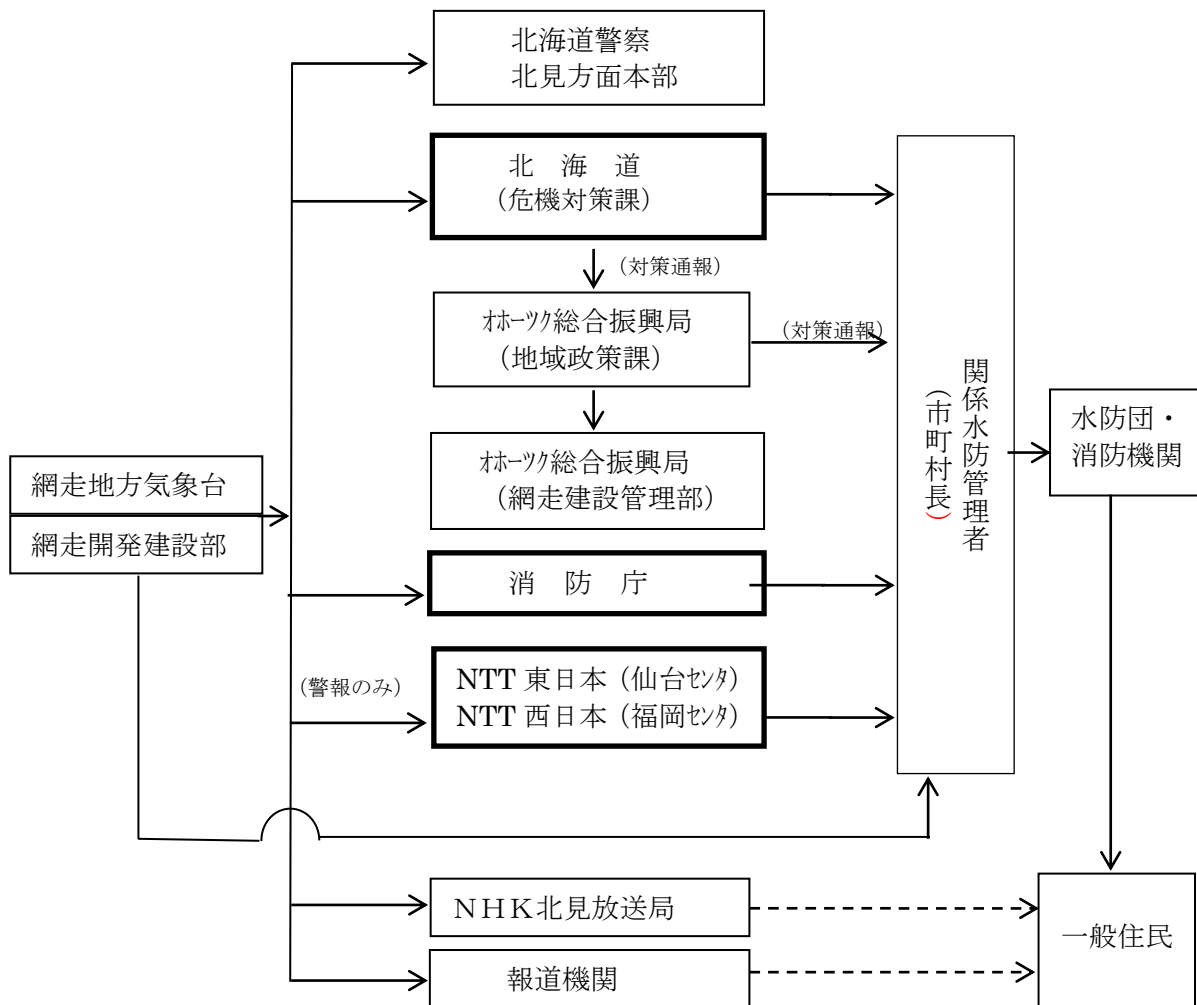 北海道警察
北見方面本部
北　海　道
（危機対策課）
（対策通報）
ｵﾎｰﾂｸ総合振興局
（地域政策課）
（対策通報）
ｵﾎｰﾂｸ総合振興局
（網走建設管理部）
網走地方気象台
網走開発建設部
消　防　庁
（警報のみ）
NTT 東日本（仙台ｾﾝﾀ）
NTT 西日本（福岡ｾﾝﾀ）
関係水防管理者
（市町村長）
水防団・
消防機関
ＮＨＫ北見放送局
報道機関
一般住民